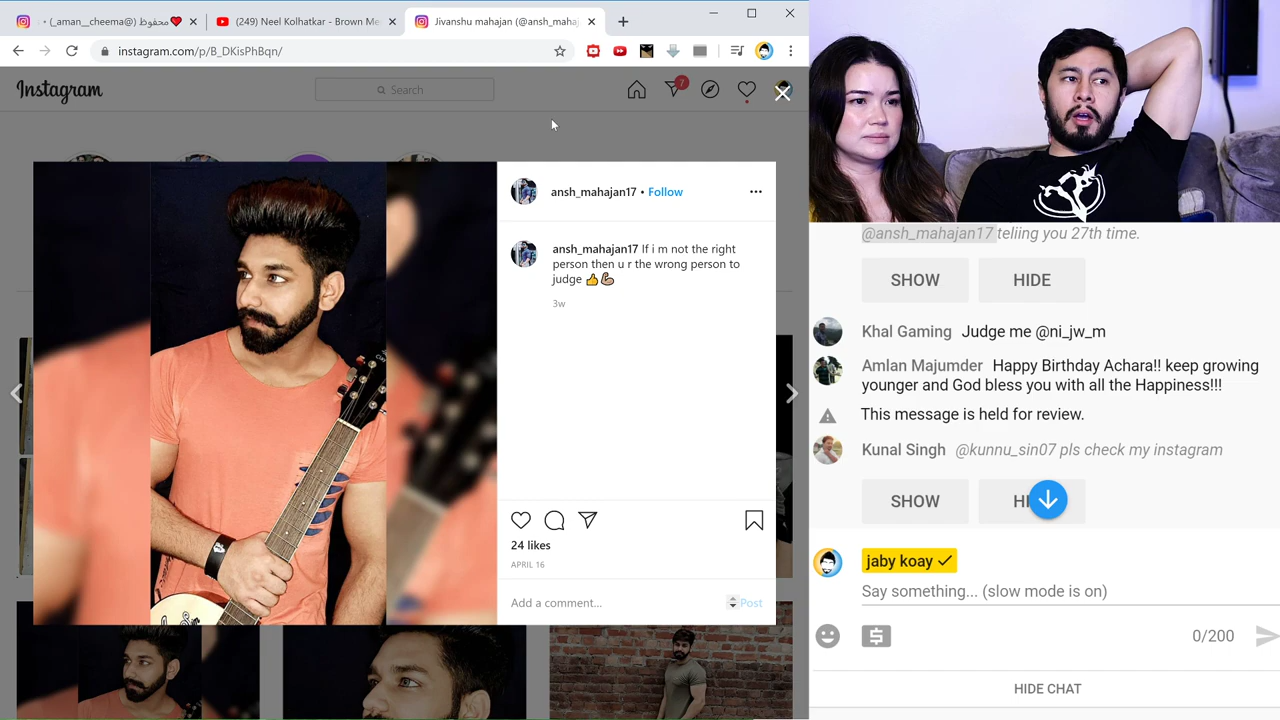 محفوظ❤️ (@aman__cheema_) •
(249) Neel Kolhatkar - Brown Me
Jivanshu mahajan (@ansh_maha
instagram.com/p/B_DKisPhBqn/
Instagram
Search
7
ansh_mahajan17 • Follow
ansh_mahajan17 If i m not the right
person then u r the wrong person to
judge 👍💪
3w
24 likes
APRIL 16
Add a comment...
Post
@ansh_mahajan17 teliing you 27th time.
SHOW
HIDE
Khal Gaming Judge me @ni_jw_m
Amlan Majumder Happy Birthday Achara!! keep growing
younger and God bless you with all the Happiness!!!
This message is held for review.
Kunal Singh @kunnu_sin07 pls check my instagram
SHOW
HI
jaby koay ✓
Say something... (slow mode is on)
0/200
HIDE CHAT